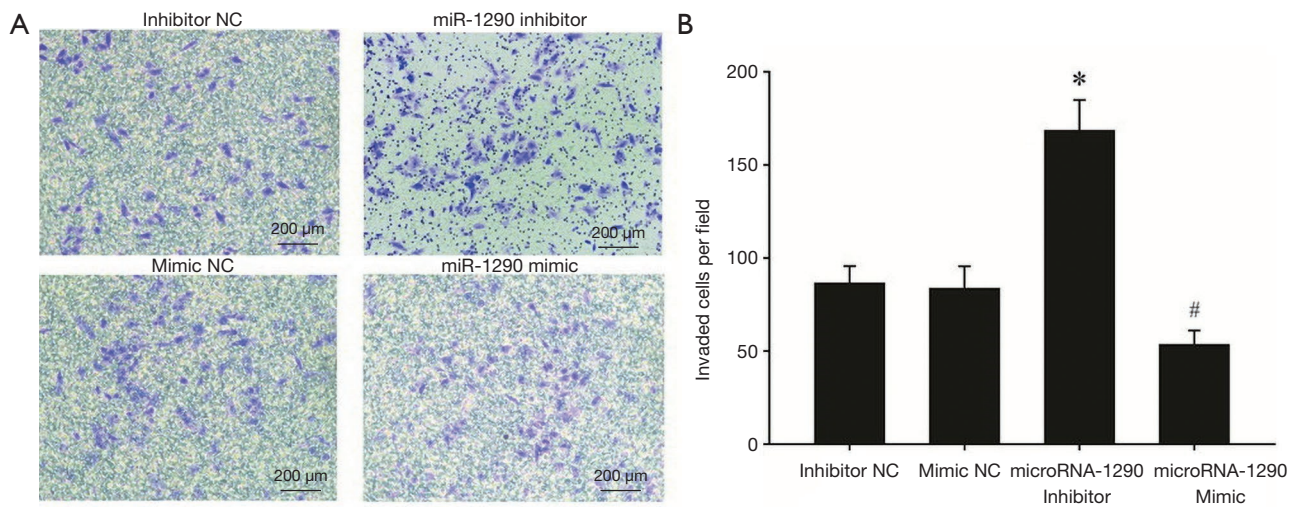 A
Inhibitor NC
miR-1290 inhibitor
200 µm
200 µm
Mimic NC
miR-1290 mimic
200 µm
200 µm
B
Invaded cells per field
200
150
100
50
0
*
#
Inhibitor NC
Mimic NC
microRNA-1290
Inhibitor
microRNA-1290
Mimic